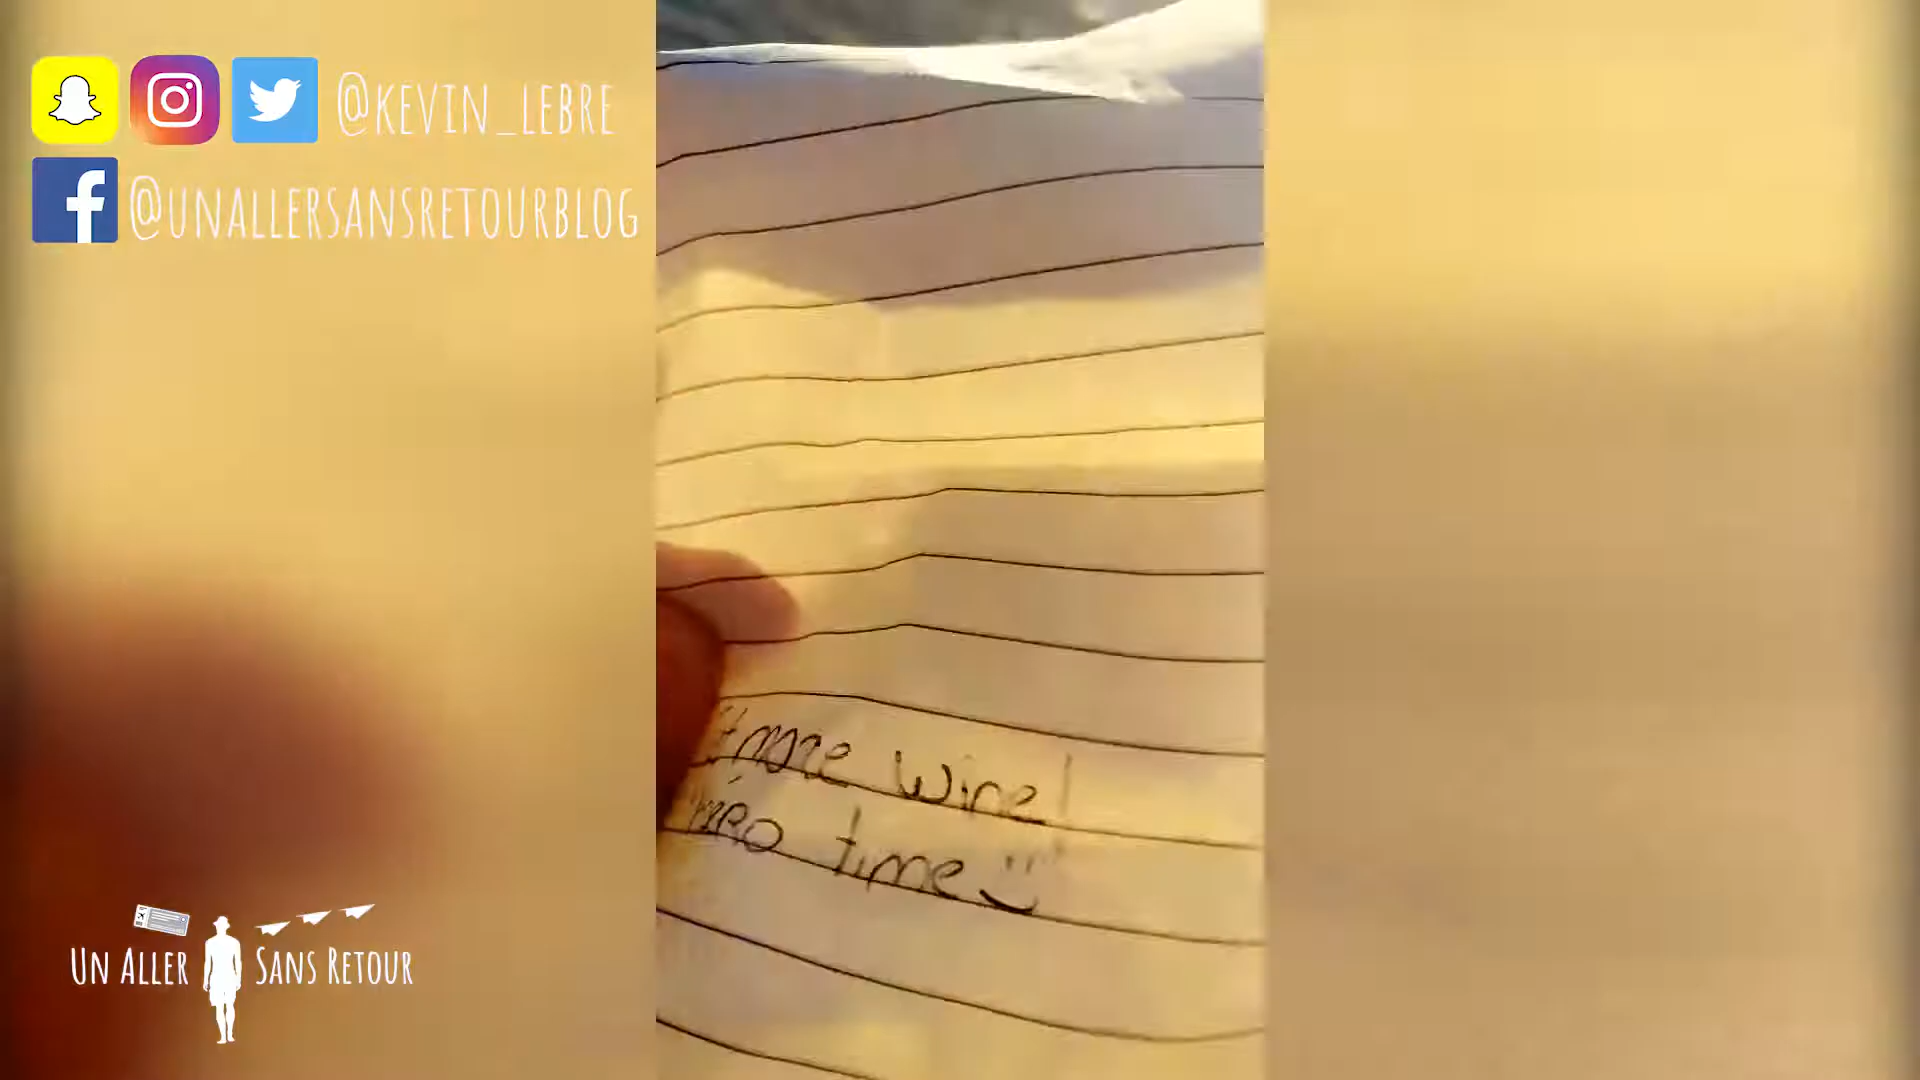 @KEVIN_LEBRE
@UNALLERSANSRETOURBLOG
more wine!
time
UN ALLER SANS RETOUR